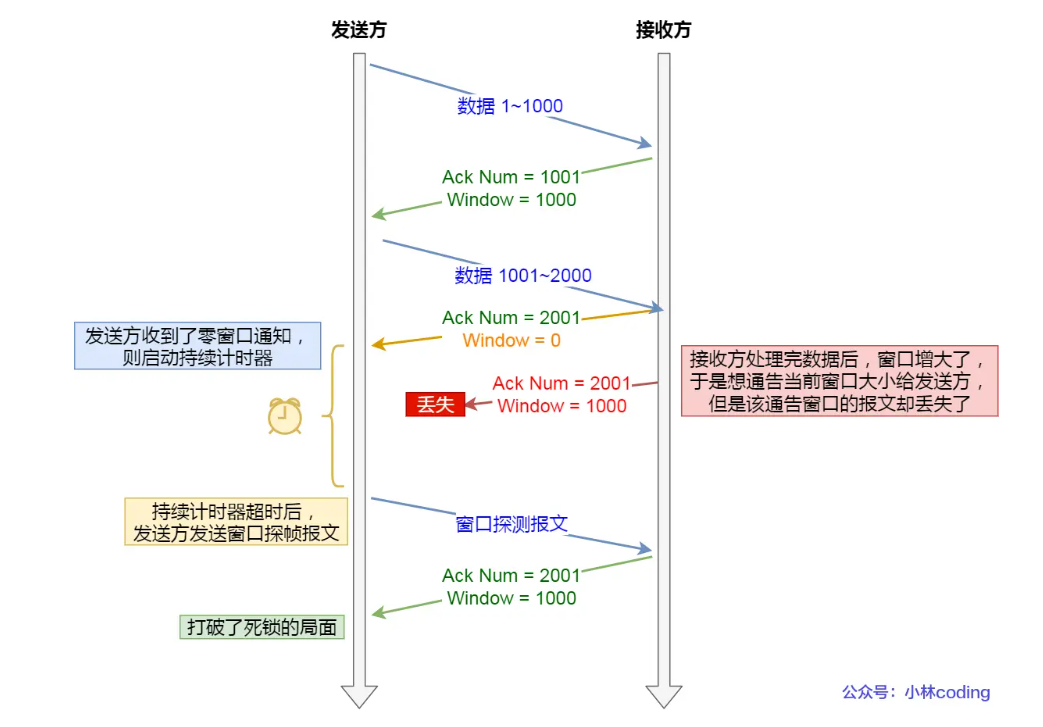 发送方
接收方
数据 1~1000
Ack Num = 1001
Window = 1000
数据 1001~2000
发送方收到了零窗口通知，
则启动持续计时器
Ack Num = 2001
Window = 0
接收方处理完数据后，窗口增大了，
于是想通告当前窗口大小给发送方，
但是该通告窗口的报文却丢失了
Ack Num = 2001
Window = 1000
丢失
持续计时器超时后，
发送方发送窗口探帧报文
窗口探测报文
Ack Num = 2001
Window = 1000
打破了死锁的局面
公众号：小林coding